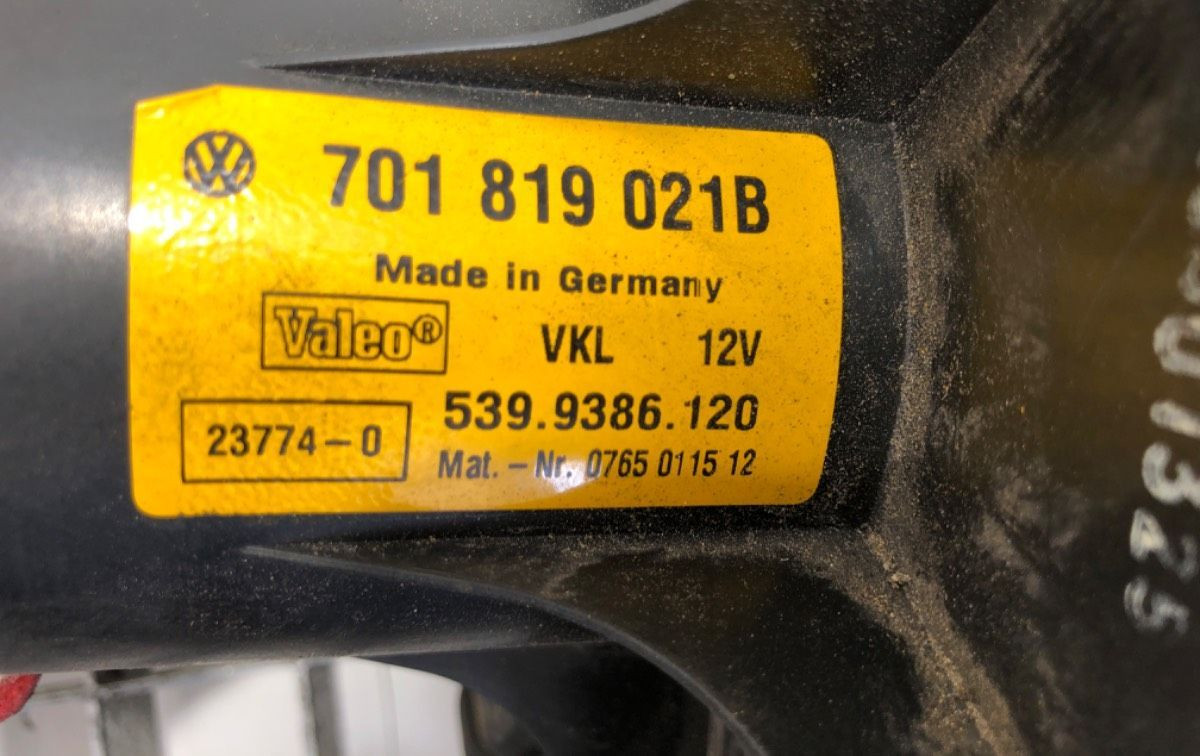 701 819 021B
Made in Germany
Valeo® VKL 12V
539.9386.120
23774-0
Mat.-Nr. 0765 0115 12